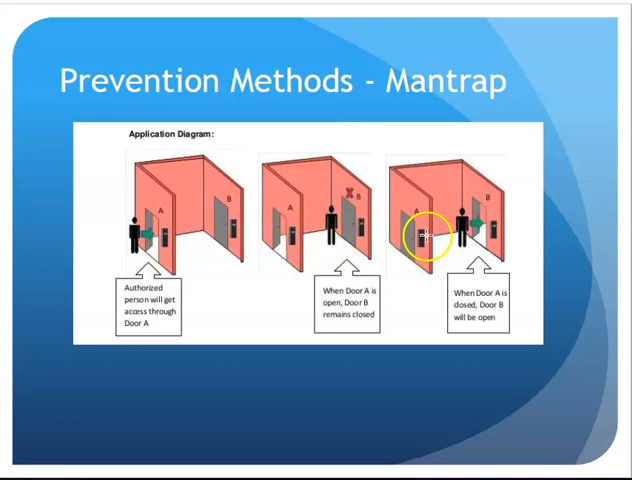 Prevention Methods - Mantrap
Application Diagram:
A
B
A
B
A
B
Authorized
person will get
access through
Door A
When Door A is
open, Door B
remains closed
When Door A is
closed, Door B
will be open